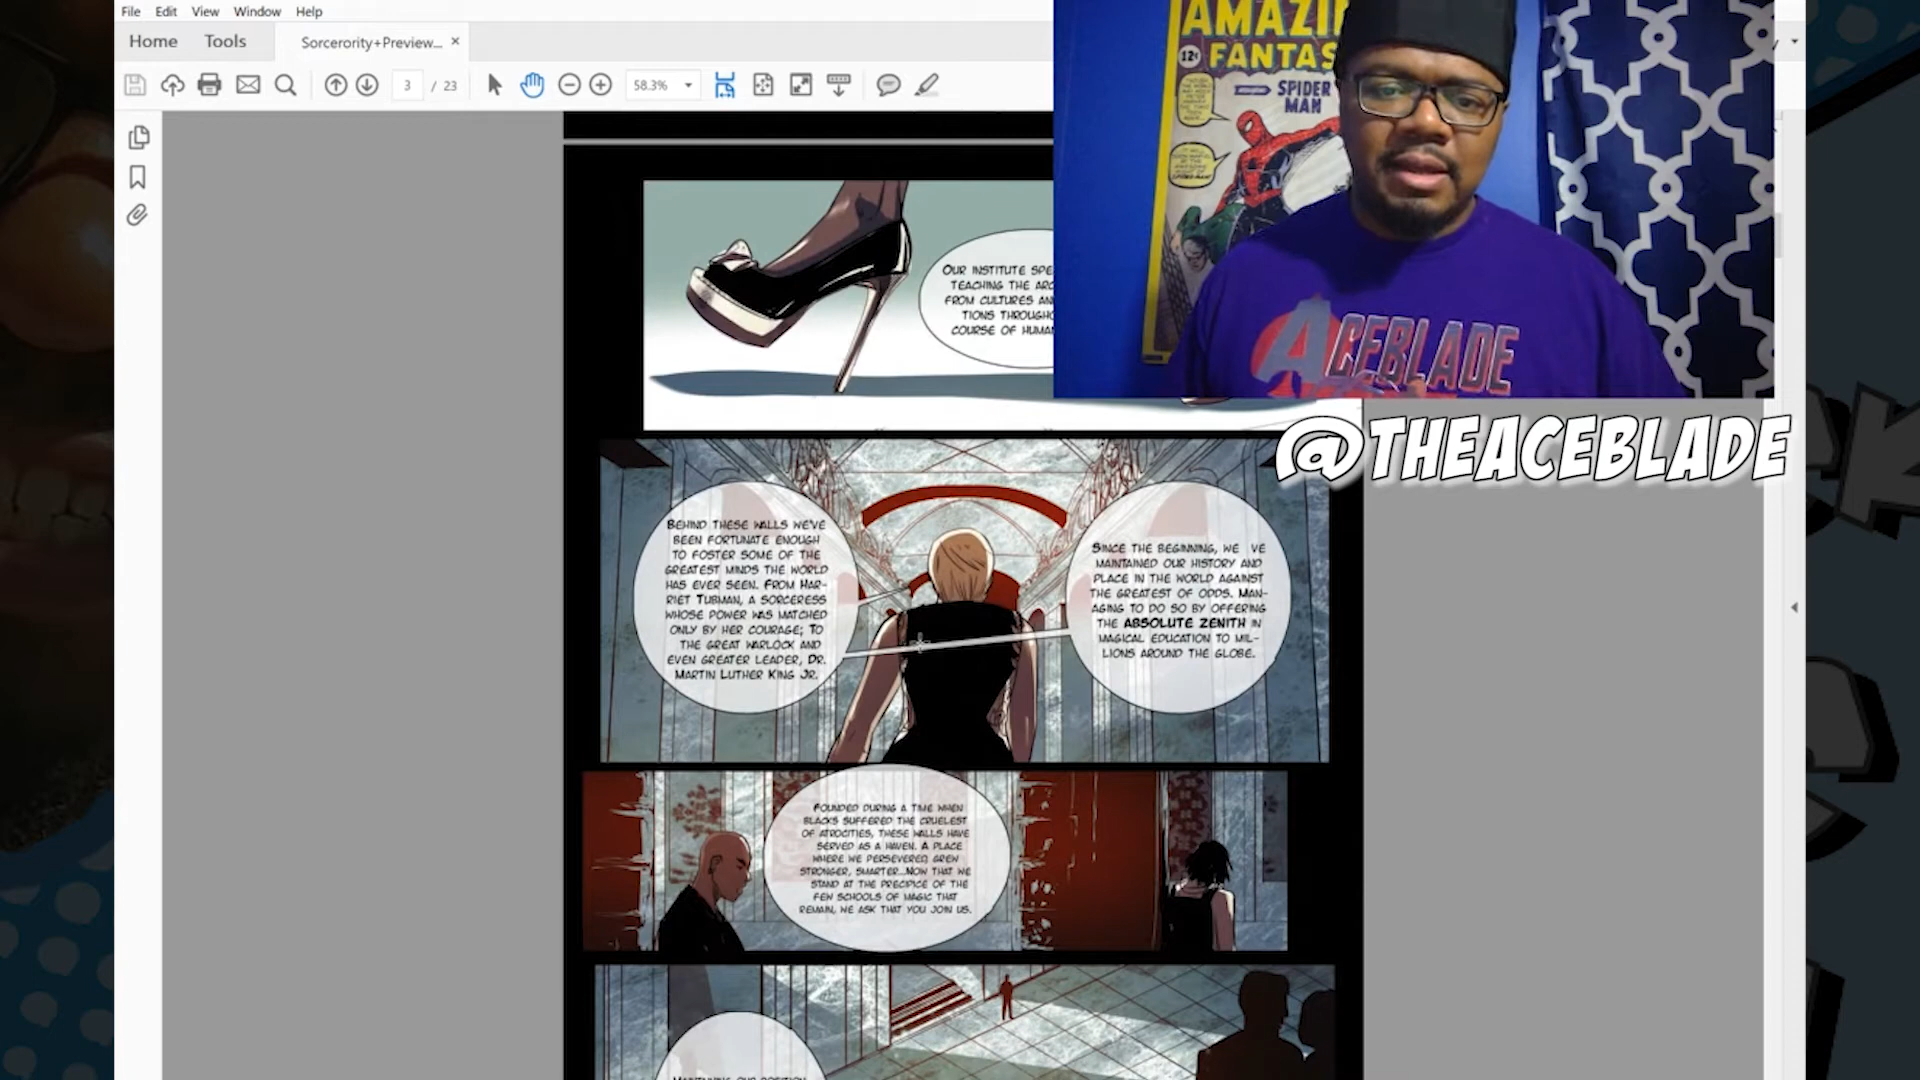 File Edit View Window Help
Home Tools Sorcerority+Preview... ×
3 / 23 58.3%
AMAZI
FANTAS
12¢
SPIDER
MAN
ACEBLADE
@THEACEBLADE
OUR INSTITUTE SPE
TEACHING THE ARC
FROM CULTURES AN
TIONS THROUGHO
COURSE OF HUMA
BEHIND THESE WALLS WE'VE
BEEN FORTUNATE ENOUGH
TO FOSTER SOME OF THE
GREATEST MINDS THE WORLD
HAS EVER SEEN. FROM HAR-
RIET TUBMAN, A SORCERESS
WHOSE POWER WAS MATCHED
ONLY BY HER COURAGE; TO
THE GREAT WARLOCK AND
EVEN GREATER LEADER, DR.
MARTIN LUTHER KING JR.
SINCE THE BEGINNING, WE VE
MAINTAINED OUR HISTORY AND
PLACE IN THE WORLD AGAINST
THE GREATEST OF ODDS. MAN-
AGING TO DO SO BY OFFERING
THE ABSOLUTE ZENITH IN
MAGICAL EDUCATION TO MIL-
LIONS AROUND THE GLOBE.
FOUNDED DURING A TIME WHEN
BLACKS SUFFERED THE CRUELEST
OF ATROCITIES, THESE WALLS HAVE
SERVED AS A HAVEN. A PLACE
WHERE WE PERSEVERED, GREW
STRONGER, SMARTER...NOW THAT WE
STAND AT THE PRECIPICE OF THE
FEW SCHOOLS OF MAGIC THAT
REMAIN, WE ASK THAT YOU JOIN US.
MAINTAINING OUR POSITION